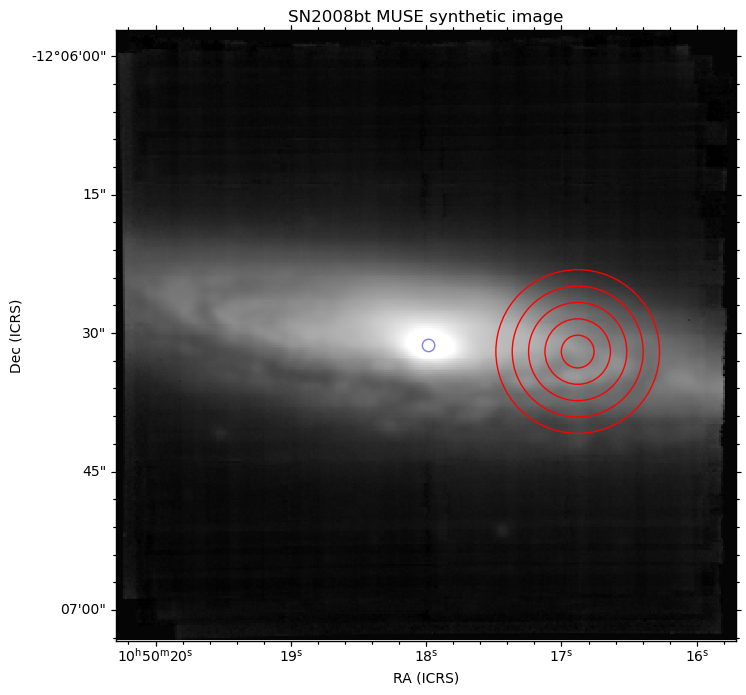 SN2008bt MUSE synthetic image
-12°06'00"
15"
30"
45"
07'00"
Dec (ICRS)
10ʰ50ᵐ20ˢ 19ˢ 18ˢ 17ˢ 16ˢ
RA (ICRS)